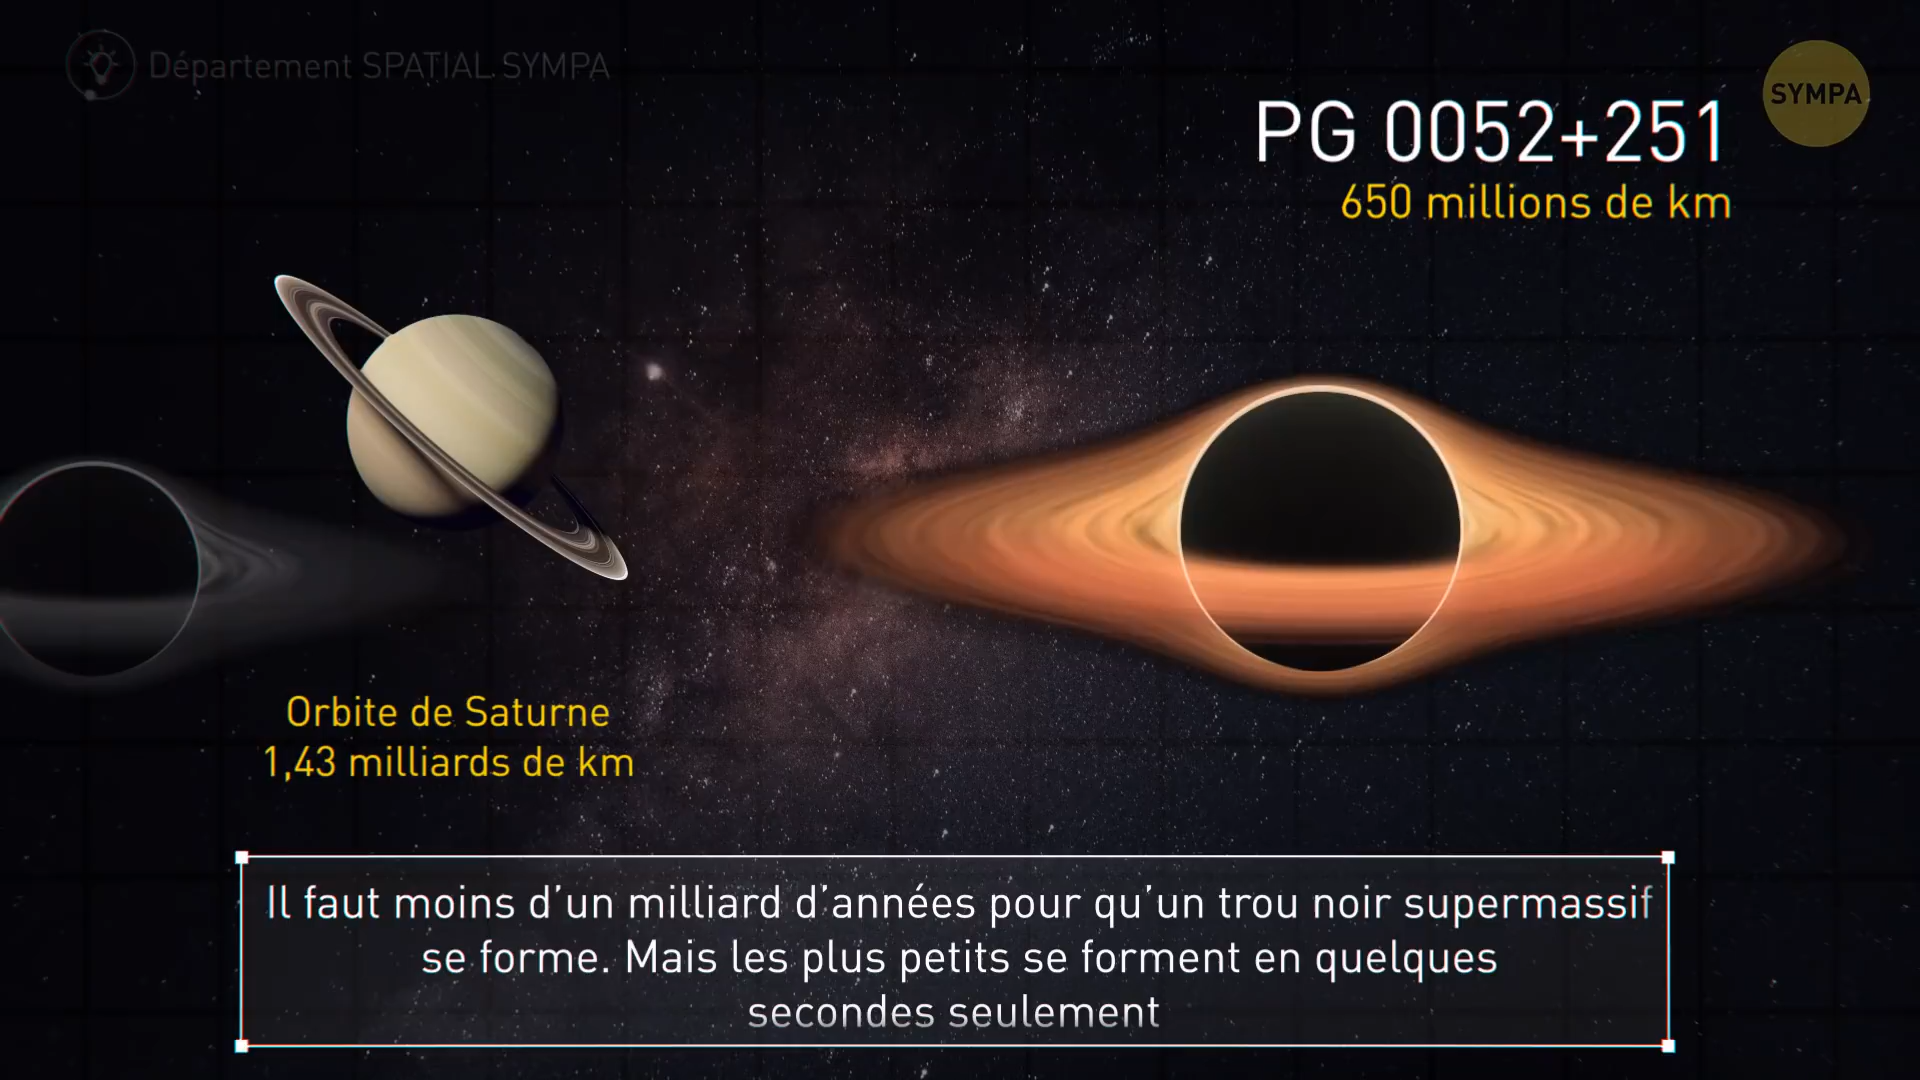 Département SPATIAL SYMPA
SYMPA
PG 0052+251
650 millions de km
Orbite de Saturne
1,43 milliards de km
Il faut moins d’un milliard d’années pour qu’un trou noir supermassif
se forme. Mais les plus petits se forment en quelques
secondes seulement